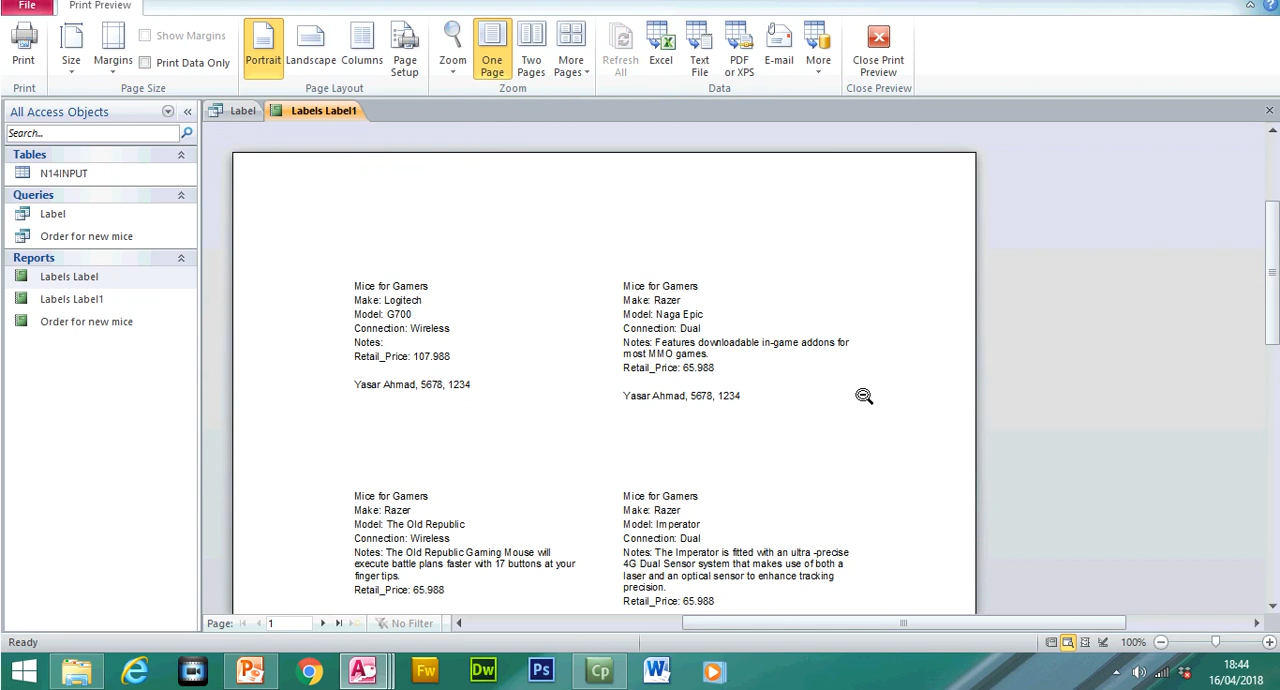 File
Print Preview
Print
Size
Margins
Show Margins
Print Data Only
Portrait
Landscape
Columns
Page
Setup
Zoom
One
Page
Two
Pages
More
Pages
Refresh
All
Excel
Text
File
PDF
or XPS
E-mail
More
Close Print
Preview
Print
Page Size
Page Layout
Zoom
Data
Close Preview
All Access Objects
«
Label
Labels Label1
Search...
Tables
N14INPUT
Queries
Label
Order for new mice
Reports
Labels Label
Labels Label1
Order for new mice
Mice for Gamers
Make: Logitech
Model: G700
Connection: Wireless
Notes:
Retail_Price: 107.988
Yasar Ahmad, 5678, 1234
Mice for Gamers
Make: Razer
Model: Naga Epic
Connection: Dual
Notes: Features downloadable in-game addons for
most MMO games.
Retail_Price: 65.988
Yasar Ahmad, 5678, 1234
Mice for Gamers
Make: Razer
Model: The Old Republic
Connection: Wireless
Notes: The Old Republic Gaming Mouse will
execute battle plans faster with 17 buttons at your
finger tips.
Retail_Price: 65.988
Mice for Gamers
Make: Razer
Model: Imperator
Connection: Dual
Notes: The Imperator is fitted with an ultra -precise
4G Dual Sensor system that makes use of both a
laser and an optical sensor to enhance tracking
precision.
Retail_Price: 65.988
Page:
1
No Filter
Ready
100%
Fw
Dw
Ps
Cp
18:44
16/04/2018